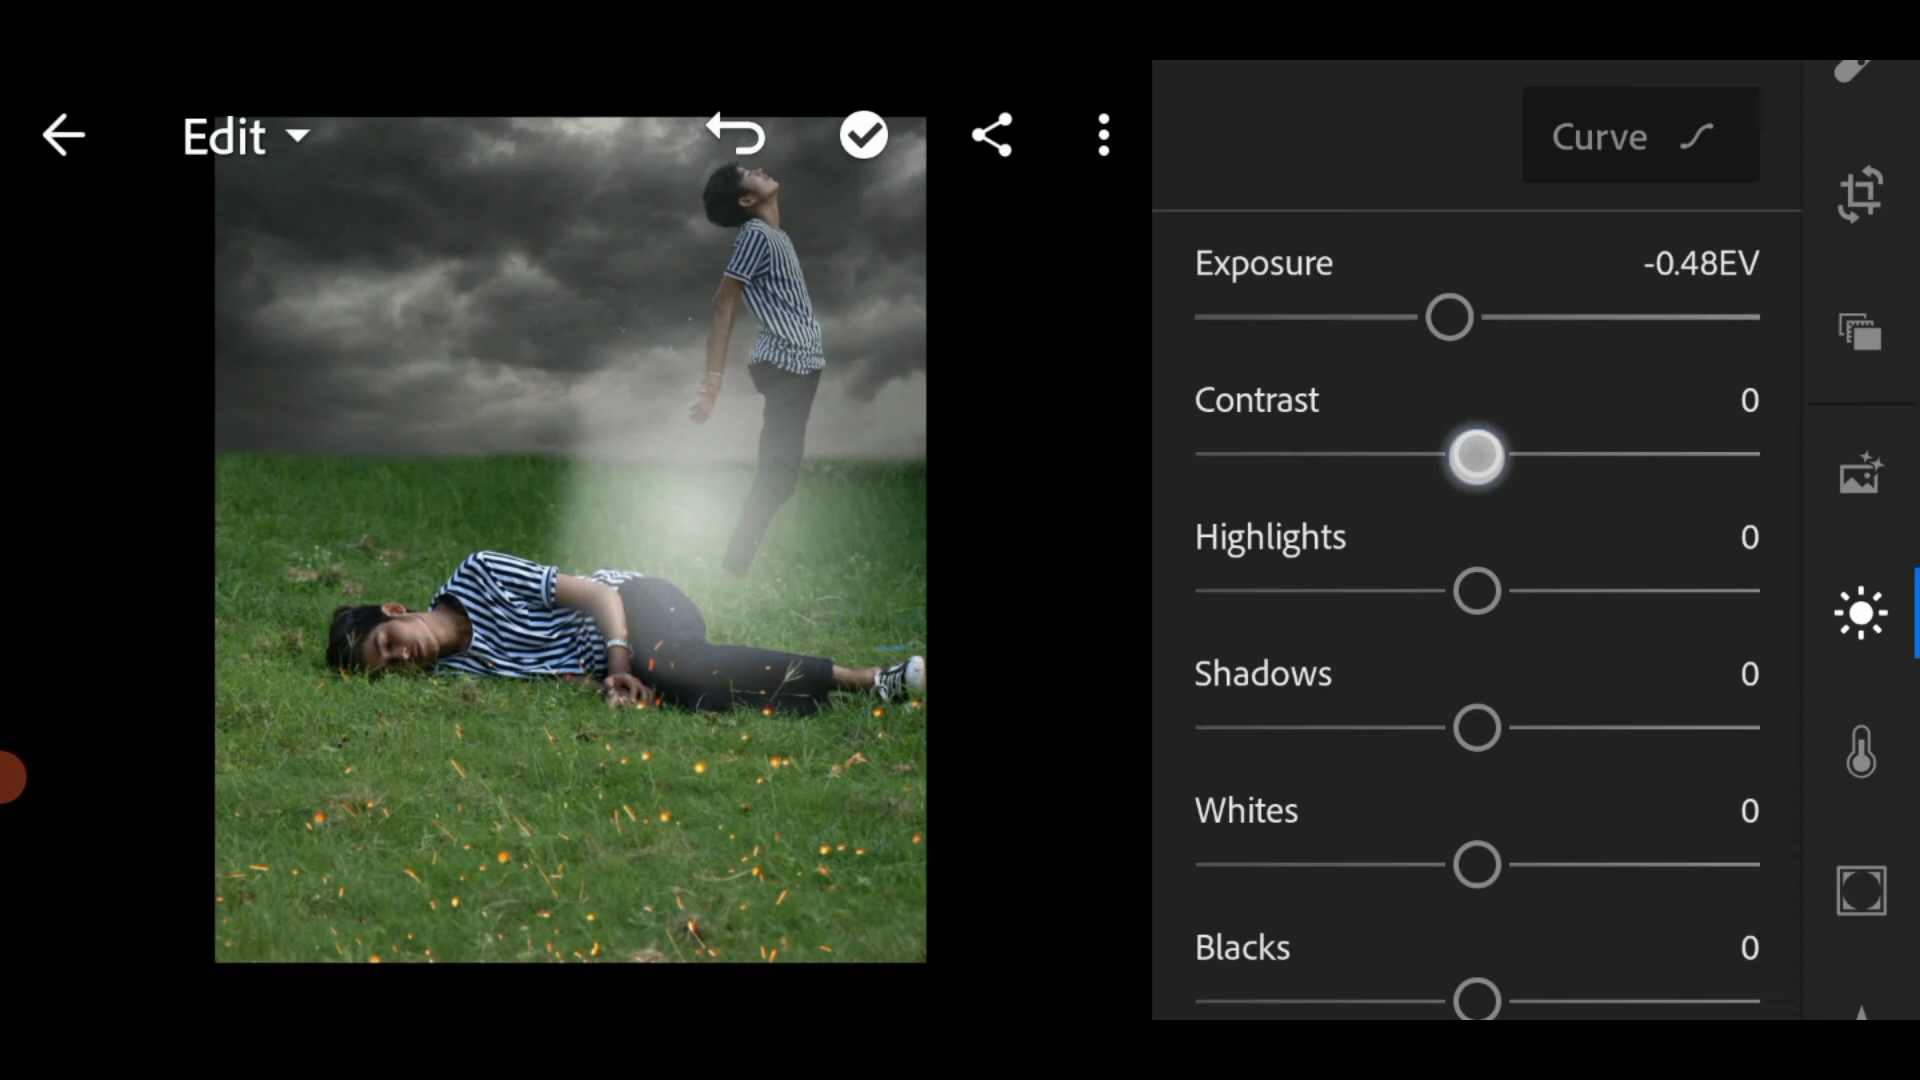 Edit
Curve
Exposure -0.48EV
Contrast 0
Highlights 0
Shadows 0
Whites 0
Blacks 0